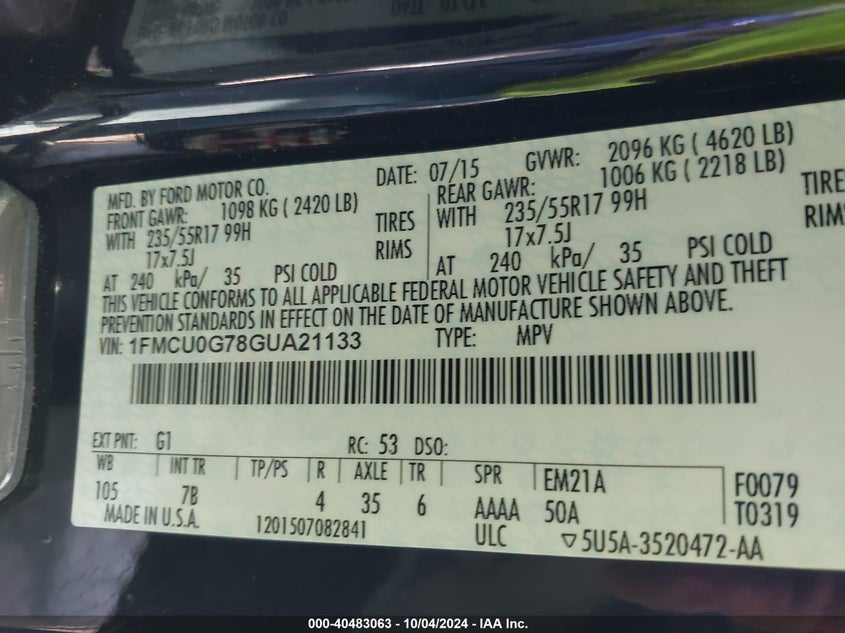 MFD. BY FORD MOTOR CO. DATE: 07/15 GVWR: 2096 KG ( 4620 LB)
FRONT GAWR: 1098 KG ( 2420 LB) REAR GAWR: 1006 KG ( 2218 LB)
WITH 235/55R17 99H TIRES WITH 235/55R17 99H TIRE
17x7.5J RIMS 17x7.5J RIM
AT 240 kPa/ 35 PSI COLD AT 240 kPa/ 35 PSI COLD
THIS VEHICLE CONFORMS TO ALL APPLICABLE FEDERAL MOTOR VEHICLE SAFETY AND THEFT
PREVENTION STANDARDS IN EFFECT ON THE DATE OF MANUFACTURE SHOWN ABOVE.
VIN: 1FMCU0G78GUA21133 TYPE: MPV
EXT PNT: G1 RC: 53 DSO:
WB INT TR TP/PS R AXLE TR SPR EM21A F0079
105 7B 4 35 6 AAAA 50A T0319
MADE IN U.S.A. 1201507082841 ULC ▽5U5A-3520472-AA
000-40483063 - 10/04/2024 - IAA Inc.